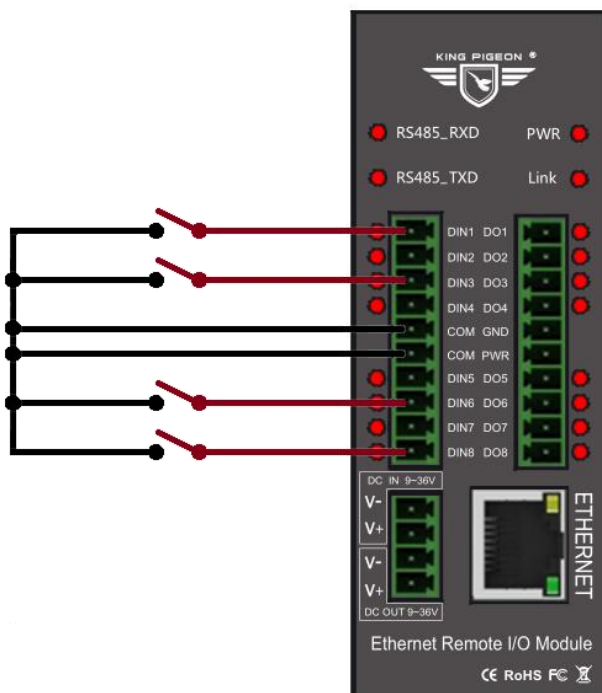 KING PIGEON ®
RS485_RXD PWR
RS485_TXD Link
DIN1 DO1
DIN2 DO2
DIN3 DO3
DIN4 DO4
COM GND
COM PWR
DIN5 DO5
DIN6 DO6
DIN7 DO7
DIN8 DO8
DC IN 9~36V
V-
V+
V-
V+
DC OUT 9~36V
ETHERNET
Ethernet Remote I/O Module
CE RoHS FC